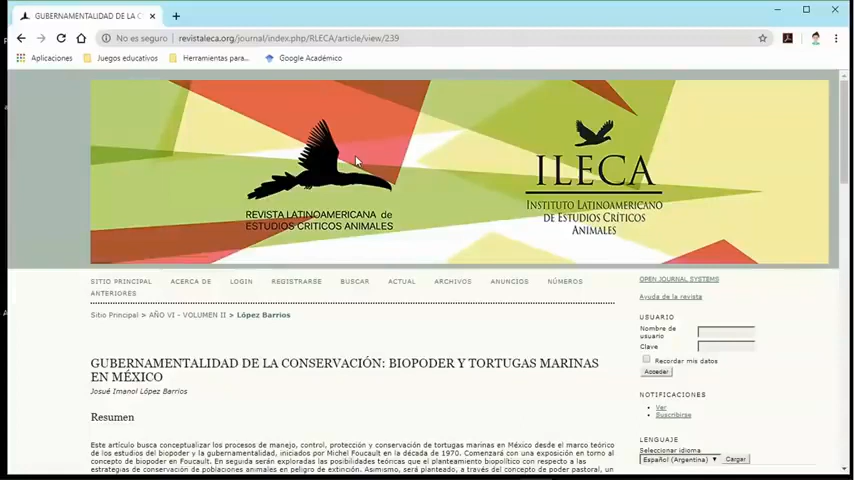 GUBERNAMENTALIDAD DE LA C
No es seguro | revistaleca.org/journal/index.php/RLECA/article/view/239
Aplicaciones Juegos educativos Herramientas para... Google Académico
REVISTA LATINOAMERICANA de
ESTUDIOS CRITICOS ANIMALES
ILECA
INSTITUTO LATINOAMERICANO
DE ESTUDIOS CRÍTICOS
ANIMALES
SITIO PRINCIPAL ACERCA DE LOGIN REGISTRARSE BUSCAR ACTUAL ARCHIVOS ANUNCIOS NÚMEROS
ANTERIORES
Sitio Principal > AÑO VI - VOLUMEN II > López Barrios
GUBERNAMENTALIDAD DE LA CONSERVACIÓN: BIOPODER Y TORTUGAS MARINAS
EN MÉXICO
Josué Imanol López Barrios
Resumen
Este artículo busca conceptualizar los procesos de manejo, control, protección y conservación de tortugas marinas en México desde el marco teórico
de los estudios del biopoder y la gubernamentalidad, iniciados por Michel Foucault en la década de 1970. Comenzará con una exposición en torno al
concepto de biopoder en Foucault. En seguida serán exploradas las posibilidades teóricas que el planteamiento biopolítico con respecto a las
estrategias de conservación de poblaciones animales en peligro de extinción. Asimismo, será planteado, a través del concepto de poder pastoral, un
OPEN JOURNAL SYSTEMS
Ayuda de la revista
USUARIO
Nombre de
usuario
Clave
Recordar mis datos
Acceder
NOTIFICACIONES
Ver
Suscribirse
LENGUAJE
Seleccionar idioma
Español (Argentina) Cargar